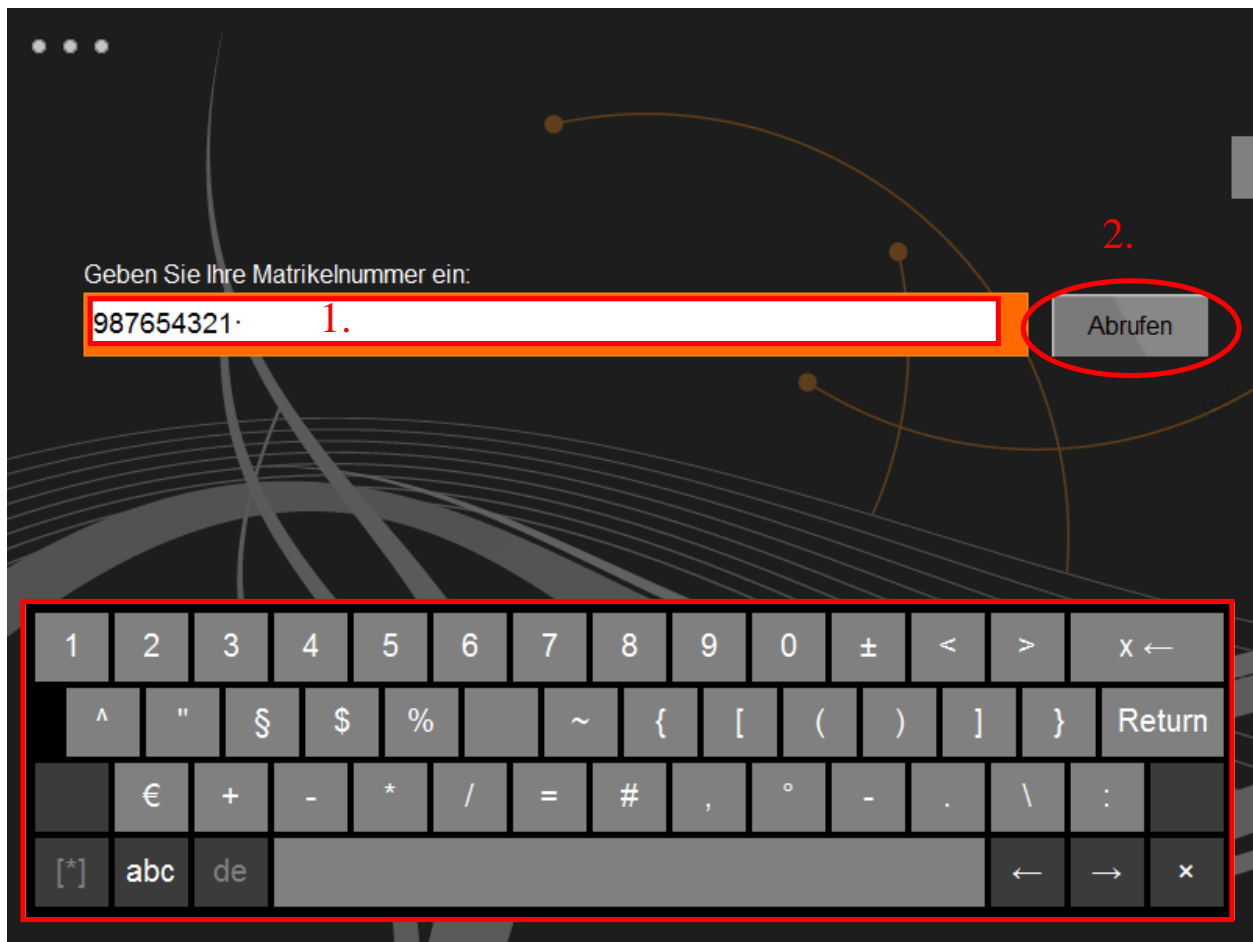 2.
Geben Sie Ihre Matrikelnummer ein:
987654321· 1.
Abrufen
1 2 3 4 5 6 7 8 9 0 ± < > x ←
^ " § $ % ~ { [ ( ) ] } Return
€ + - * / = # , ° - . \ :
[*] abc de ← → ×